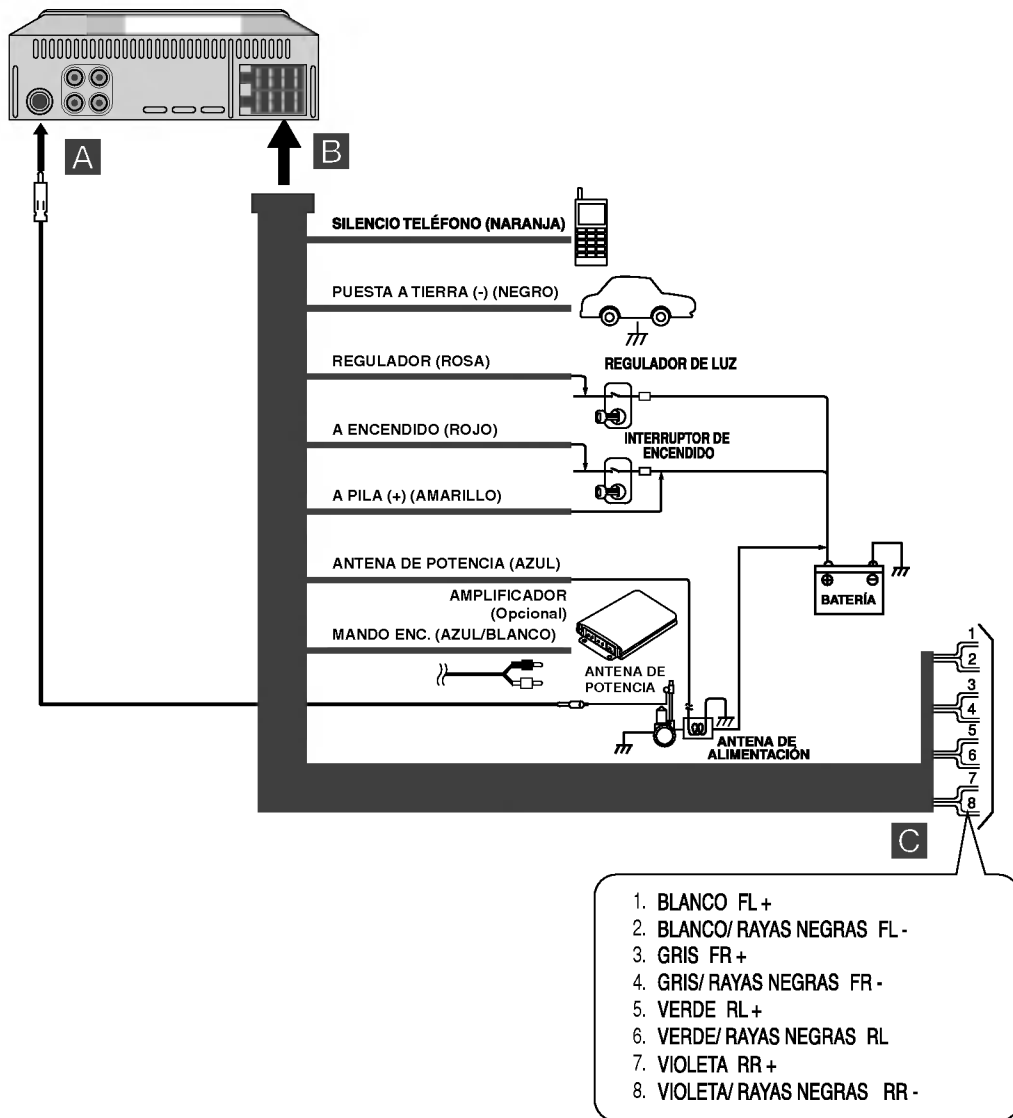 A
B
SILENCIO TELÉFONO (NARANJA)
PUESTA A TIERRA (-) (NEGRO)
REGULADOR (ROSA)
REGULADOR DE LUZ
A ENCENDIDO (ROJO)
INTERRUPTOR DE
ENCENDIDO
A PILA (+) (AMARILLO)
ANTENA DE POTENCIA (AZUL)
BATERÍA
AMPLIFICADOR
(Opcional)
MANDO ENC. (AZUL/BLANCO)
ANTENA DE
POTENCIA
ANTENA DE
ALIMENTACIÓN
1
2
3
4
5
6
7
8
C
1. BLANCO FL +
2. BLANCO/ RAYAS NEGRAS FL -
3. GRIS FR +
4. GRIS/ RAYAS NEGRAS FR -
5. VERDE RL +
6. VERDE/ RAYAS NEGRAS RL
7. VIOLETA RR +
8. VIOLETA/ RAYAS NEGRAS RR -